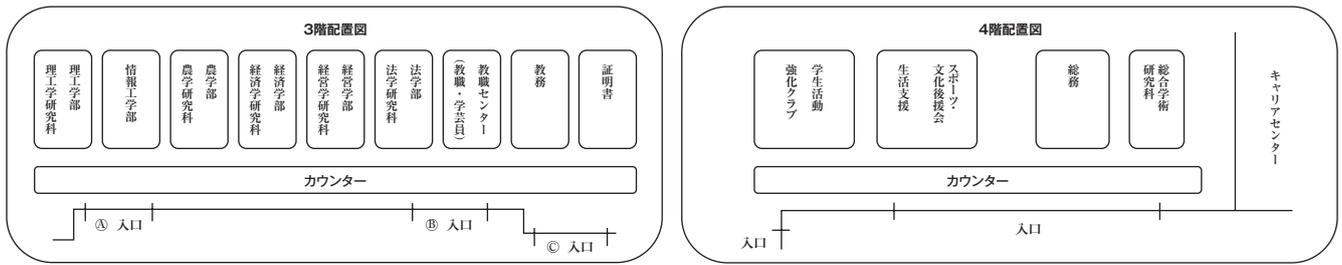 3階配置図
理工学部
理工学研究科
情報工学部
農学部
農学研究科
経済学部
経済学研究科
経営学部
経営学研究科
法学部
法学研究科
教職センター
(教職・学芸員)
教務
証明書
カウンター
Ⓐ 入口
Ⓑ 入口
Ⓒ 入口
4階配置図
学生活動
強化クラブ
スポーツ・
文化後援会
生活支援
総務
総合学術
研究科
キャリアセンター
カウンター
入口
入口